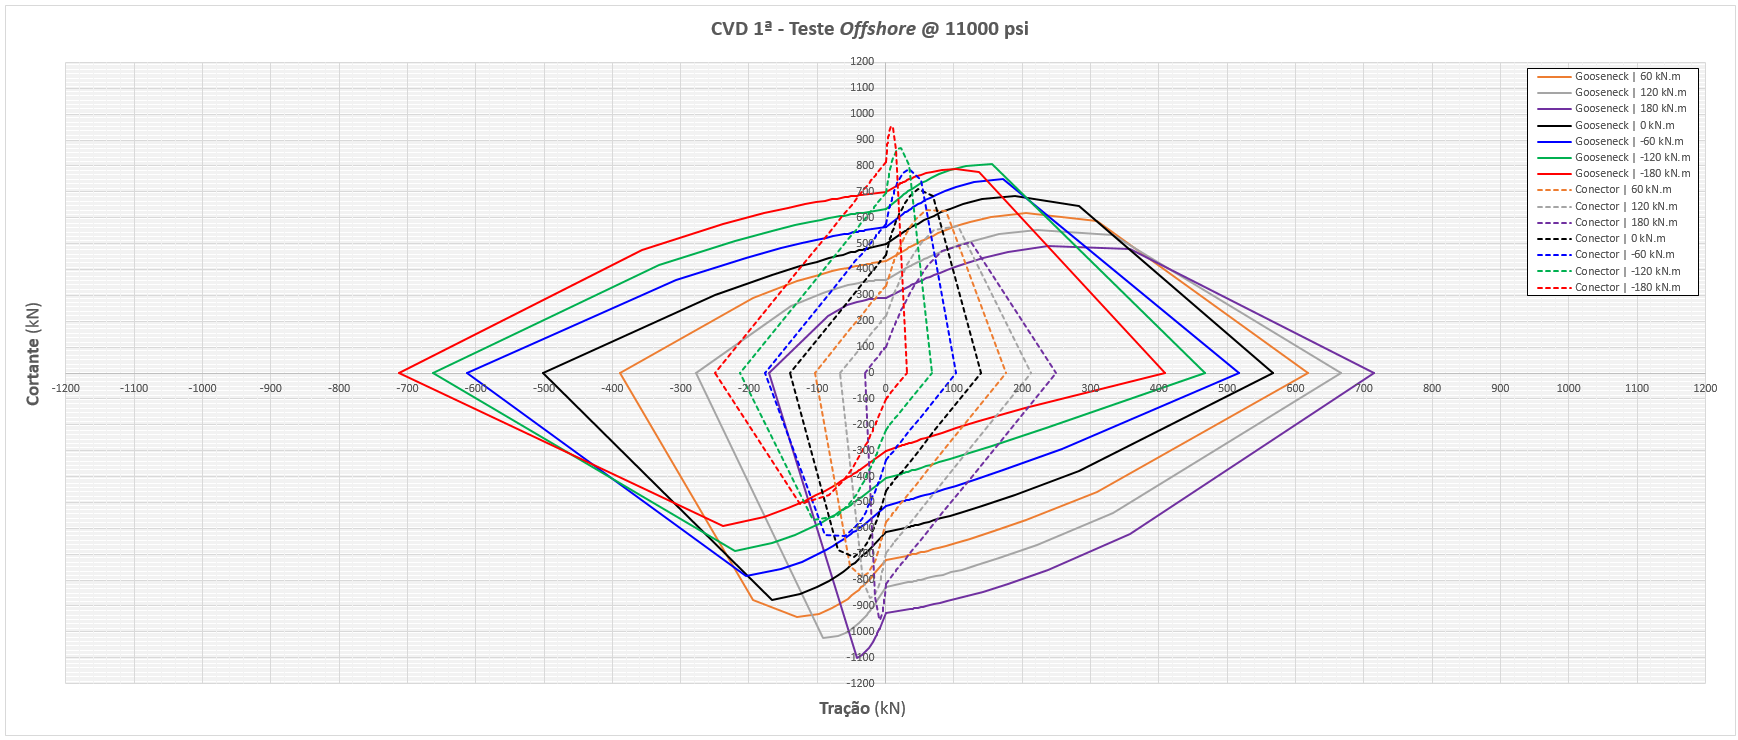 CVD 1ª - Teste Offshore @ 11000 psi
1200
1100
1000
900
800
700
600
500
400
300
200
100
0
-100
-200
-300
-400
-500
-600
-700
-800
-900
-1000
-1100
-1200
-1200 -1100 -1000 -900 -800 -700 -600 -500 -400 -300 -200 -100 0 100 200 300 400 500 600 700 800 900 1000 1100 1200
Cortante (kN)
Tração (kN)
Gooseneck | 60 kN.m
Gooseneck | 120 kN.m
Gooseneck | 180 kN.m
Gooseneck | 0 kN.m
Gooseneck | -60 kN.m
Gooseneck | -120 kN.m
Gooseneck | -180 kN.m
Conector | 60 kN.m
Conector | 120 kN.m
Conector | 180 kN.m
Conector | 0 kN.m
Conector | -60 kN.m
Conector | -120 kN.m
Conector | -180 kN.m